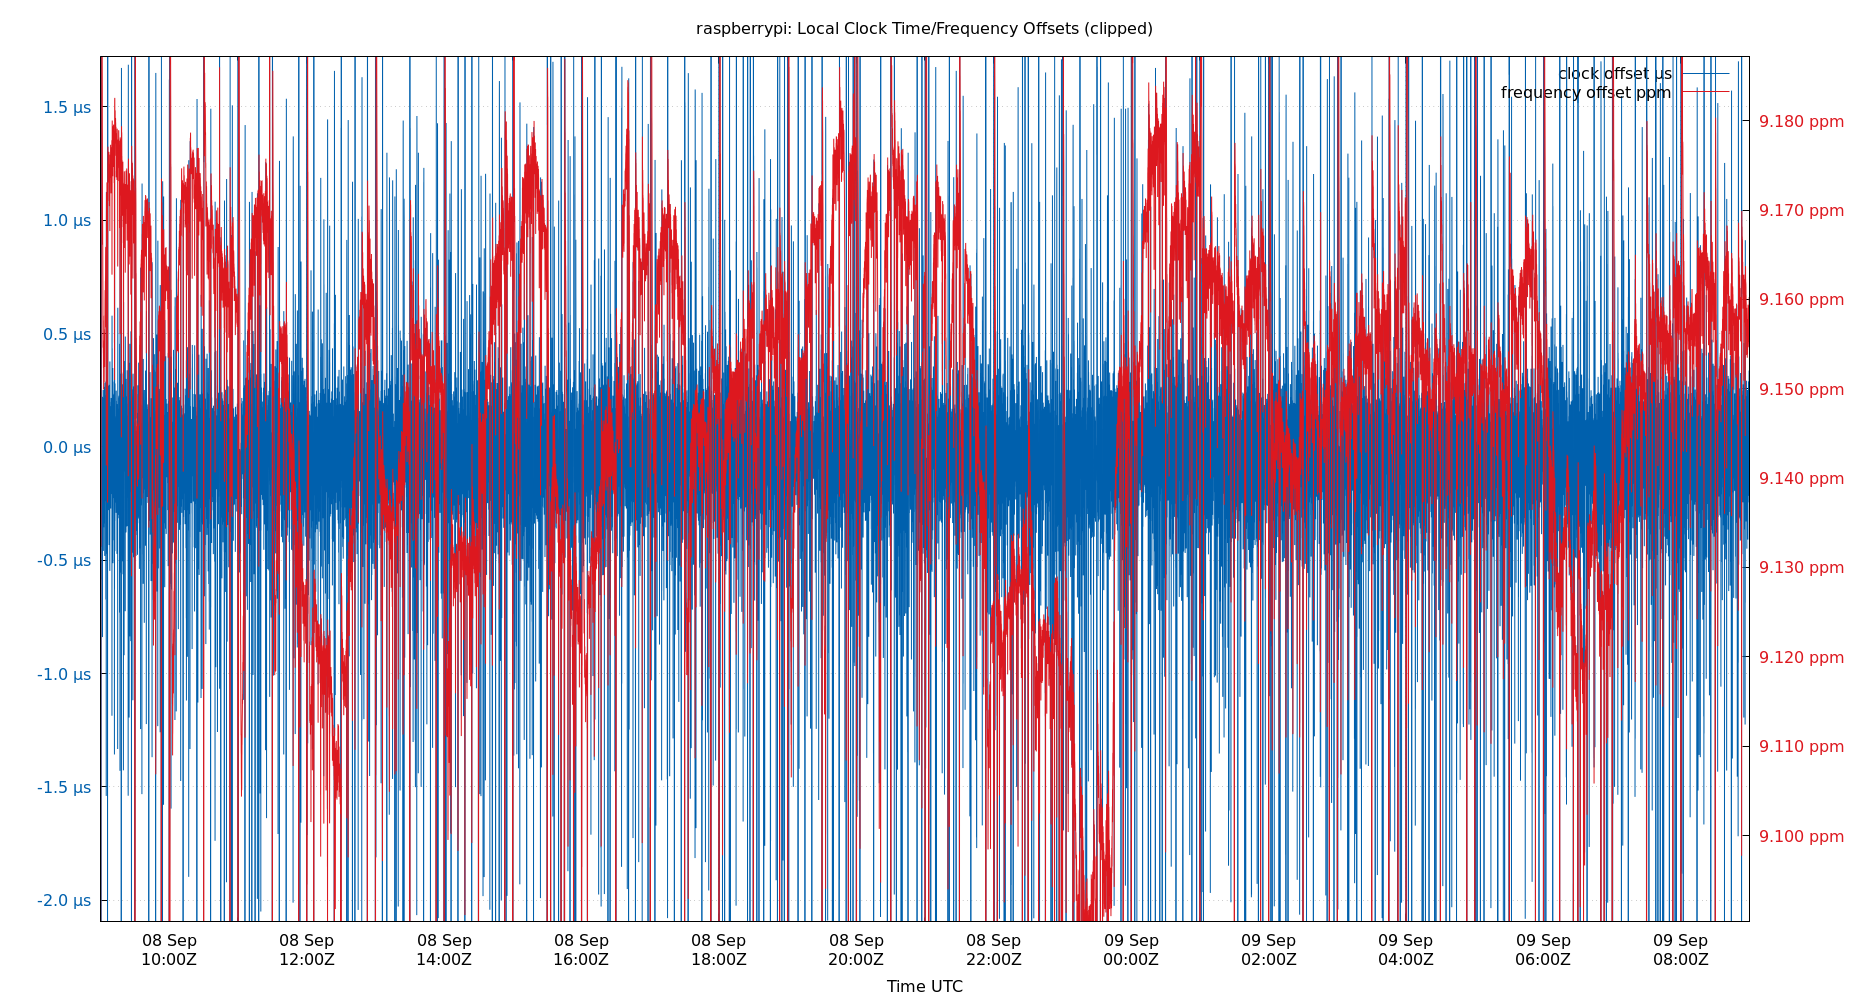 raspberrypi: Local Clock Time/Frequency Offsets (clipped)
clock offset µs
frequency offset ppm
1.5 µs
1.0 µs
0.5 µs
0.0 µs
-0.5 µs
-1.0 µs
-1.5 µs
-2.0 µs
9.180 ppm
9.170 ppm
9.160 ppm
9.150 ppm
9.140 ppm
9.130 ppm
9.120 ppm
9.110 ppm
9.100 ppm
08 Sep 08 Sep 08 Sep 08 Sep 08 Sep 08 Sep 08 Sep 09 Sep 09 Sep 09 Sep 09 Sep 09 Sep
10:00Z 12:00Z 14:00Z 16:00Z 18:00Z 20:00Z 22:00Z 00:00Z 02:00Z 04:00Z 06:00Z 08:00Z
Time UTC